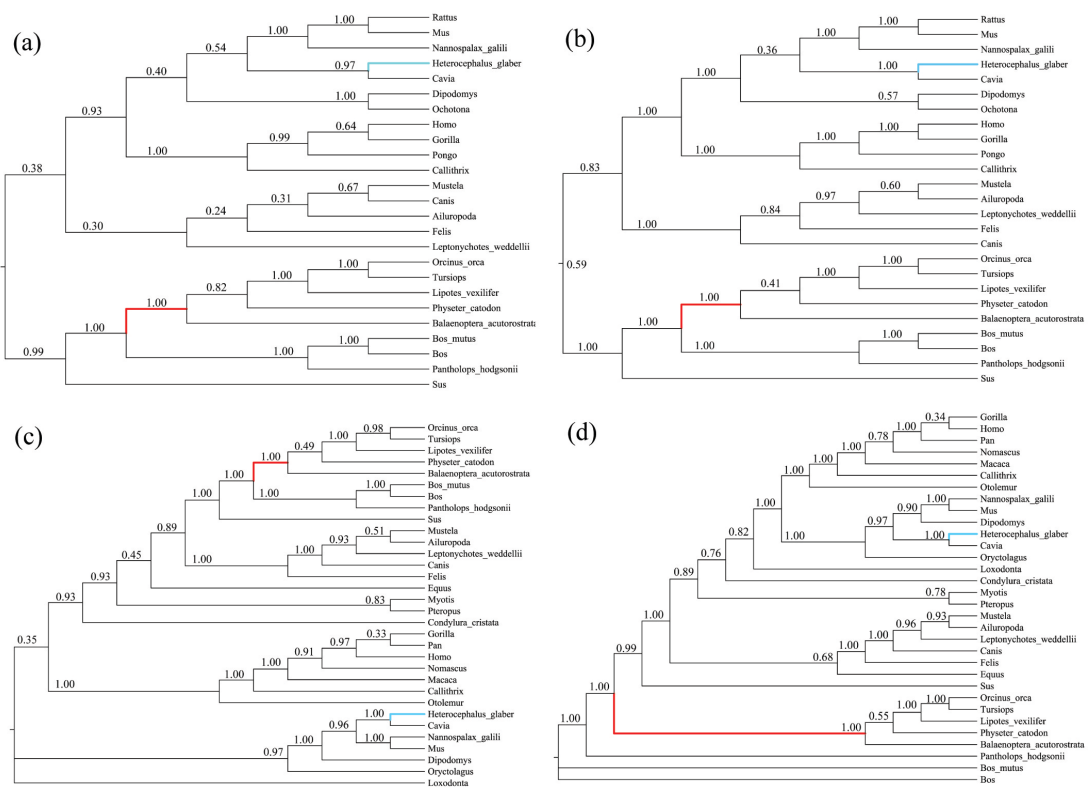 (a)
1.00
Rattus
1.00
Mus
0.54
Nannospalax_galili
0.97
Heterocephalus_glaber
0.40
Cavia
1.00
Dipodomys
Ochotona
0.93
0.64
Homo
0.99
Gorilla
1.00
Pongo
Callithrix
0.38
0.67
Mustela
0.31
Canis
0.24
Ailuropoda
0.30
Felis
Leptonychotes_weddellii
1.00
Orcinus_orca
1.00
Tursiops
0.82
Lipotes_vexilifer
1.00
Physeter_catodon
Balaenoptera_acutorostrata
1.00
1.00
Bos_mutus
1.00
Bos
0.99
Pantholops_hodgsonii
Sus
(b)
1.00
Rattus
1.00
Mus
0.36
Nannospalax_galili
1.00
Heterocephalus_glaber
1.00
Cavia
0.57
Dipodomys
Ochotona
1.00
1.00
Homo
1.00
Gorilla
1.00
Pongo
Callithrix
0.83
0.60
Mustela
0.97
Ailuropoda
0.84
Leptonychotes_weddellii
1.00
Felis
Canis
0.59
1.00
Orcinus_orca
1.00
Tursiops
0.41
Lipotes_vexilifer
1.00
Physeter_catodon
Balaenoptera_acutorostrata
1.00
1.00
Bos_mutus
1.00
Bos
1.00
Pantholops_hodgsonii
Sus
(c)
0.98
Orcinus_orca
1.00
Tursiops
0.49
Lipotes_vexilifer
1.00
Physeter_catodon
Balaenoptera_acutorostrata
1.00
1.00
Bos_mutus
1.00
Bos
1.00
Pantholops_hodgsonii
Sus
0.89
0.51
Mustela
0.93
Ailuropoda
1.00
Leptonychotes_weddellii
1.00
Canis
Felis
0.45
Equus
0.93
0.83
Myotis
Pteropus
0.93
Condylura_cristata
0.35
0.33
Gorilla
0.97
Pan
0.91
Homo
1.00
Nomascus
1.00
Macaca
1.00
Callithrix
Otolemur
1.00
Heterocephalus_glaber
0.96
Cavia
1.00
1.00
Nannospalax_galili
Mus
0.97
Dipodomys
Oryctolagus
Loxodonta
(d)
0.34
Gorilla
1.00
Homo
0.78
Pan
1.00
Nomascus
1.00
Macaca
1.00
Callithrix
Otolemur
1.00
1.00
Nannospalax_galili
0.90
Mus
0.97
Dipodomys
1.00
Heterocephalus_glaber
1.00
Cavia
0.82
Oryctolagus
0.76
Loxodonta
0.89
Condylura_cristata
0.78
Myotis
Pteropus
1.00
0.93
Mustela
0.96
Ailuropoda
1.00
Leptonychotes_weddellii
1.00
Canis
0.68
Felis
Equus
0.99
Sus
1.00
1.00
Orcinus_orca
1.00
Tursiops
0.55
Lipotes_vexilifer
1.00
Physeter_catodon
Balaenoptera_acutorostrata
1.00
Pantholops_hodgsonii
1.00
Bos_mutus
Bos